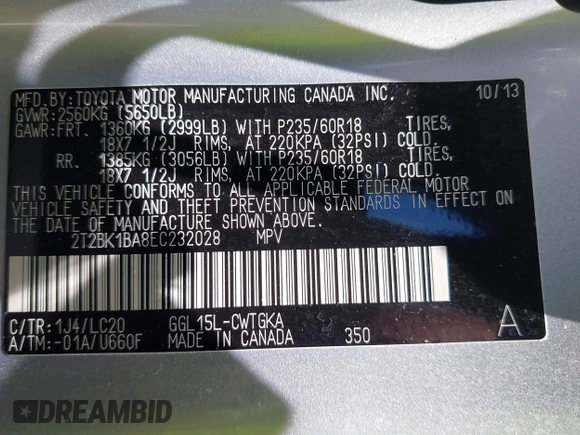 MFD.BY:TOYOTA MOTOR MANUFACTURING CANADA INC. 10/13
GVWR:2560KG (5650LB)
GAWR:FRT. 1360KG (2999LB) WITH P235/60R18 TIRES,
18X7 1/2J RIMS, AT 220KPA (32PSI) COLD.
RR. 1385KG (3056LB) WITH P235/60R18 TIRES,
18X7 1/2J RIMS, AT 220KPA (32PSI) COLD.
THIS VEHICLE CONFORMS TO ALL APPLICABLE FEDERAL MOTOR
VEHICLE SAFETY AND THEFT PREVENTION STANDARDS IN EFFECT ON
THE DATE OF MANUFACTURE SHOWN ABOVE.
2T2BK1BA8EC232028 MPV
C/TR:1J4/LC20 GGL15L-CWTGKA
A/TM:-01A/U660F MADE IN CANADA 350 A
DREAMBID